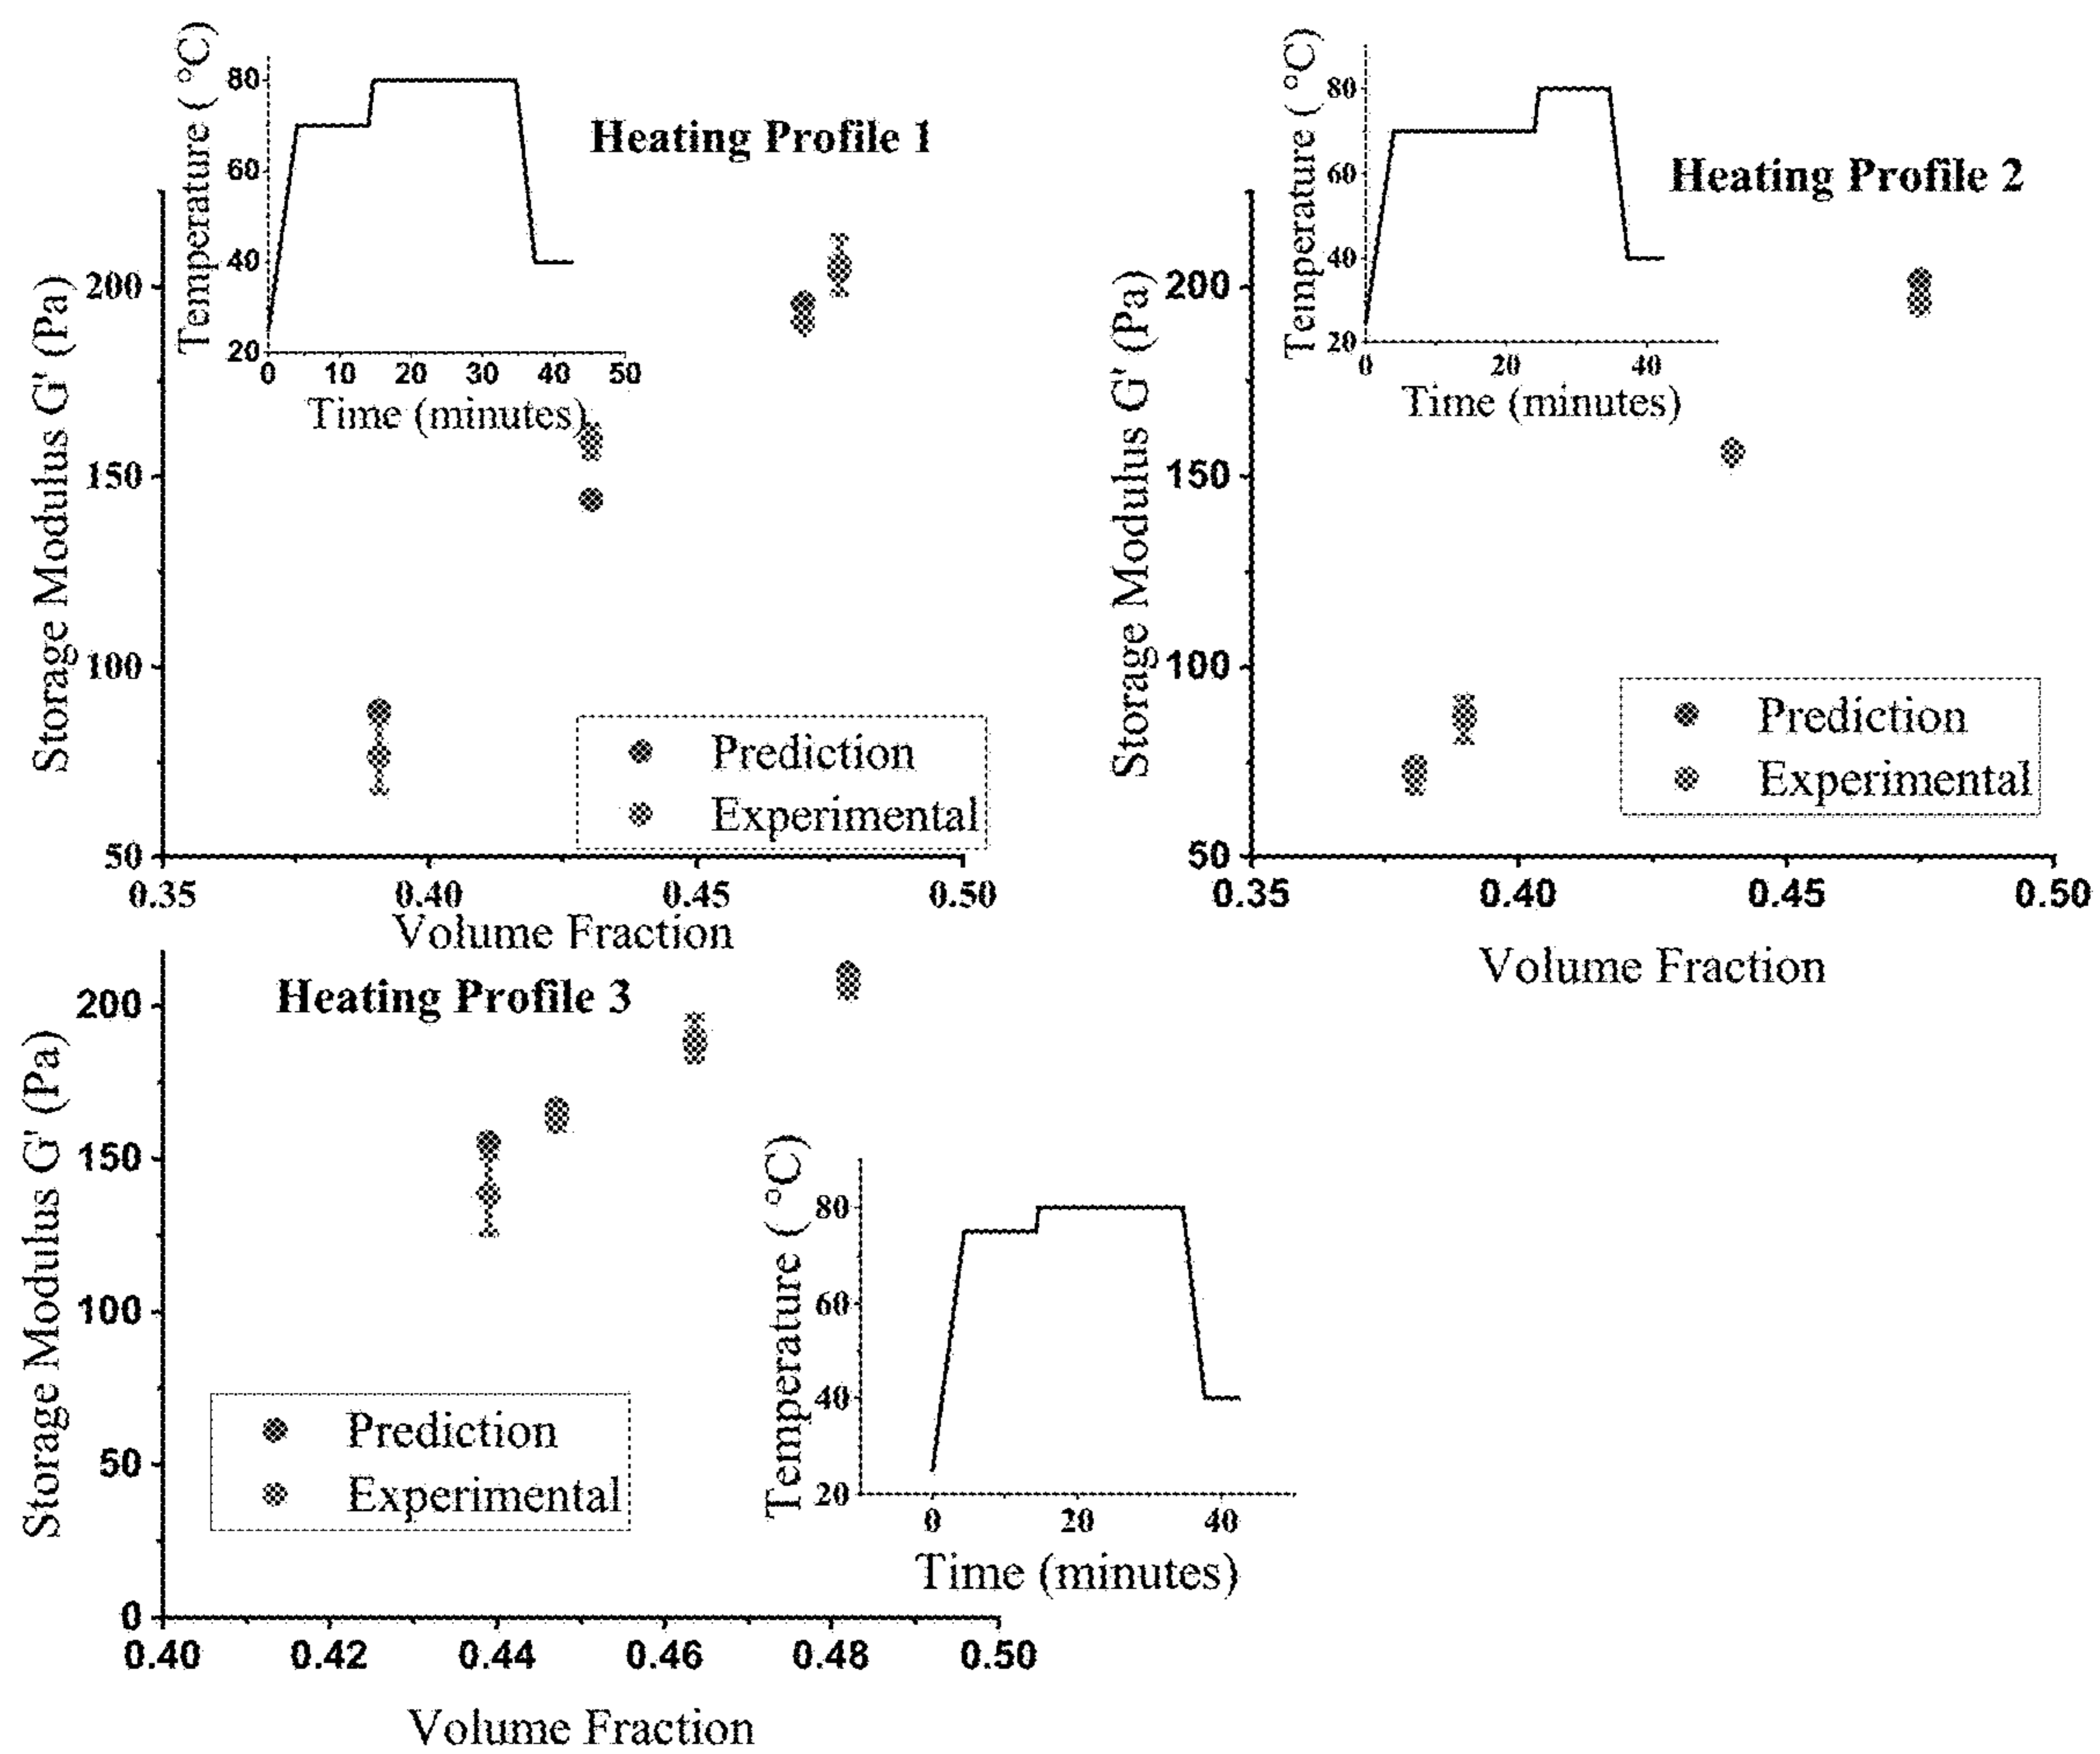 Heating Profile 1
Temperature ( °C)
80
60
40
20
0 10 20 30 40 50
Time (minutes)
Storage Modulus G' (Pa)
200
150
100
50
Prediction
Experimental
0.35 0.40 0.45 0.50
Volume Fraction
Heating Profile 2
Temperature ( °C)
80
60
40
20
0 20 40
Time (minutes)
Storage Modulus G' (Pa)
200
150
100
50
Prediction
Experimental
0.35 0.40 0.45 0.50
Volume Fraction
Heating Profile 3
Storage Modulus G' (Pa)
200
150
100
50
0
Prediction
Experimental
Temperature ( °C)
80
60
40
20
0 20 40
Time (minutes)
0.40 0.42 0.44 0.46 0.48 0.50
Volume Fraction